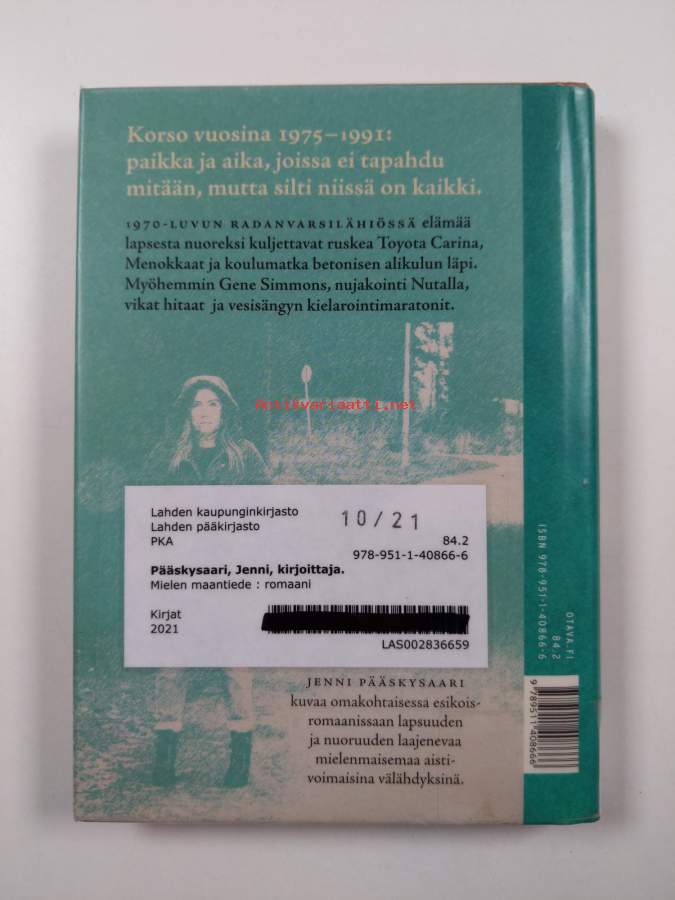 Korso vuosina 1975–1991:
paikka ja aika, joissa ei tapahdu
mitään, mutta silti niissä on kaikki.
1970-LUVUN RADANVARSILÄHIÖSSÄ elämää
lapsesta nuoreksi kuljettavat ruskea Toyota Carina,
Menokkaat ja koulumatka betonisen alikulun läpi.
Myöhemmin Gene Simmons, nujakointi Nutalla,
vikat hitaat ja vesisängyn kielarointimaratonit.
Antikvariaatti.net
Lahden kaupunginkirjasto
Lahden pääkirjasto
PKA
10/21
84.2
978-951-1-40866-6
Pääskysaari, Jenni, kirjoittaja.
Mielen maantiede : romaani
Kirjat
2021
LAS002836659
JENNI PÄÄSKYSAARI
kuvaa omakohtaisessa esikois-
romaanissaan lapsuuden
ja nuoruuden laajenevaa
mielenmaisemaa aisti-
voimaisina välähdyksinä.
ISBN 978-951-1-40866-6
84.2
OTAVA.FI
9789511408666